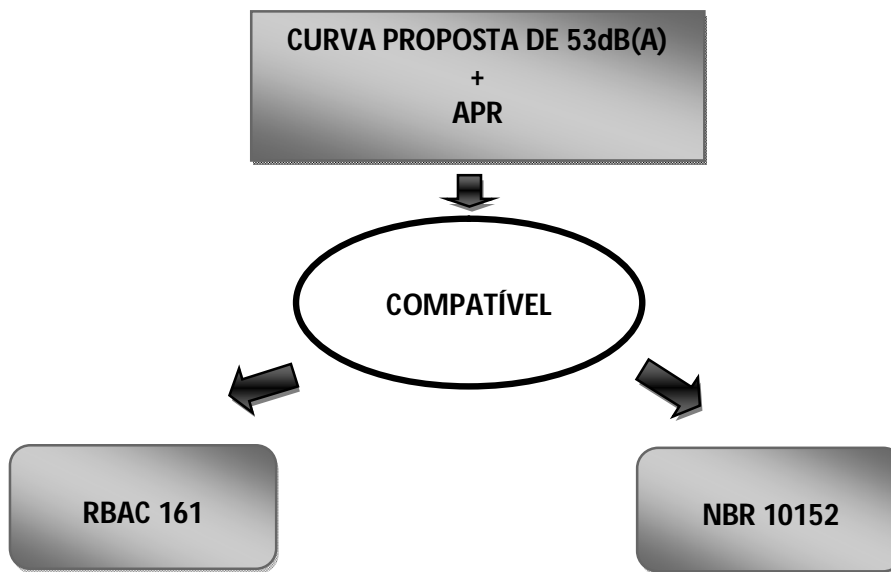 CURVA PROPOSTA DE 53dB(A)
+
APR
COMPATÍVEL
RBAC 161
NBR 10152